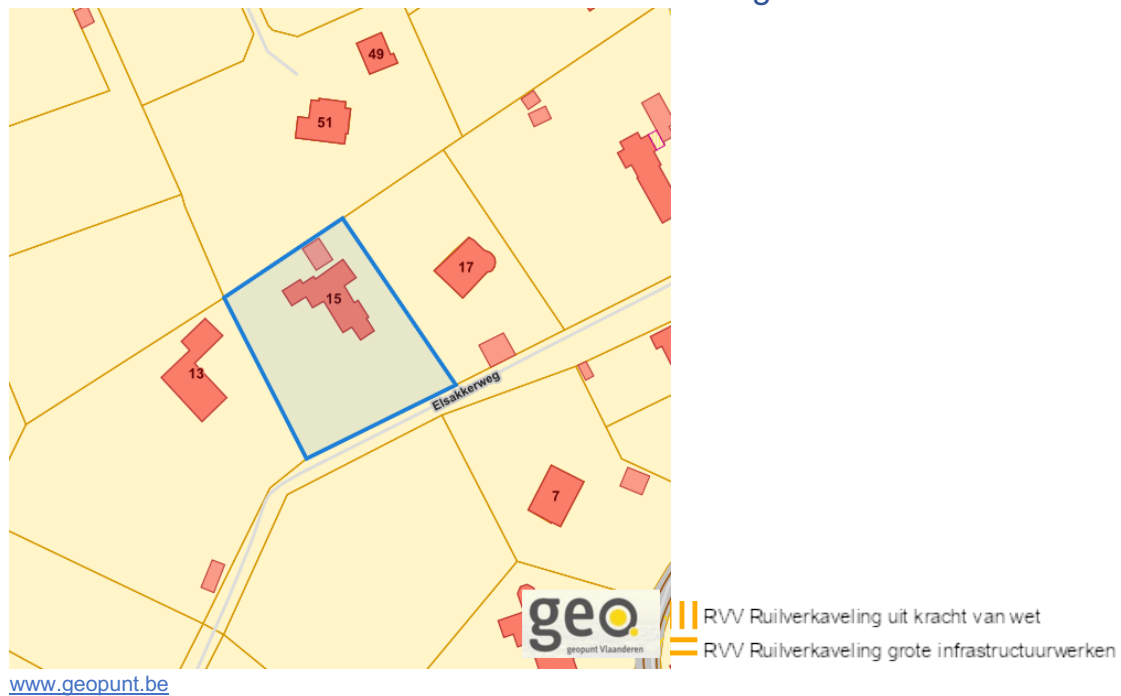 49
51
17
15
13
Elsakkerweg
7
geo
geopunt Vlaanderen
RVV Ruilverkaveling uit kracht van wet
RVV Ruilverkaveling grote infrastructuurwerken
www.geopunt.be